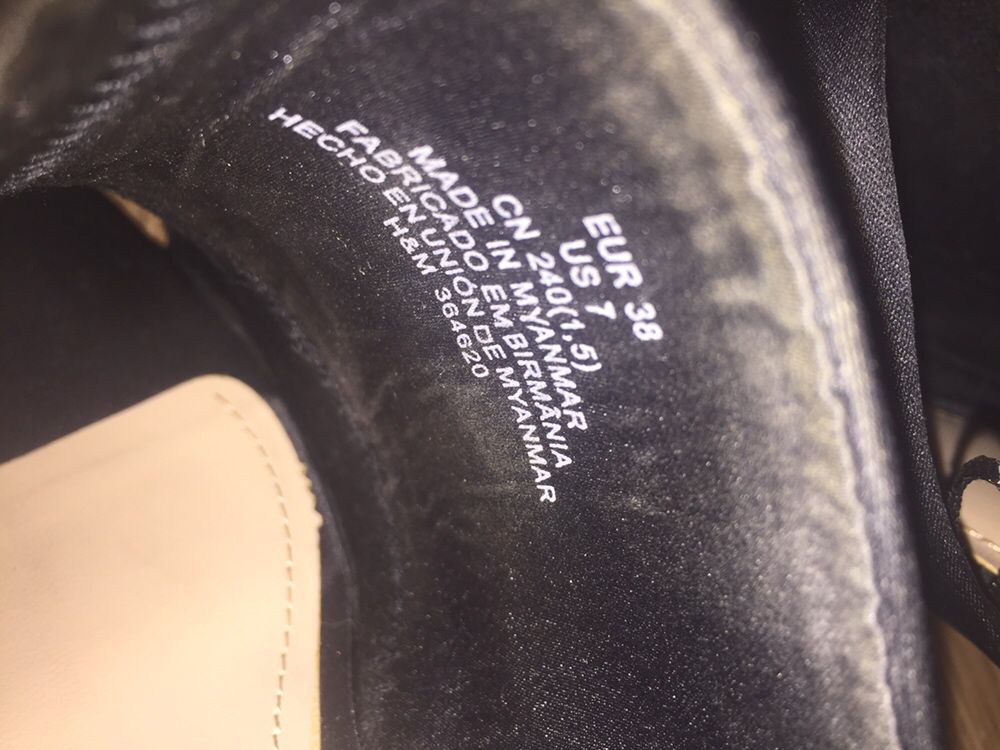 EUR 38
US 7
CN 240(1,5)
MADE IN MYANMAR
FABRICADO EM BIRMÂNIA
HECHO EN UNIÓN DE MYANMAR
H&M 364620